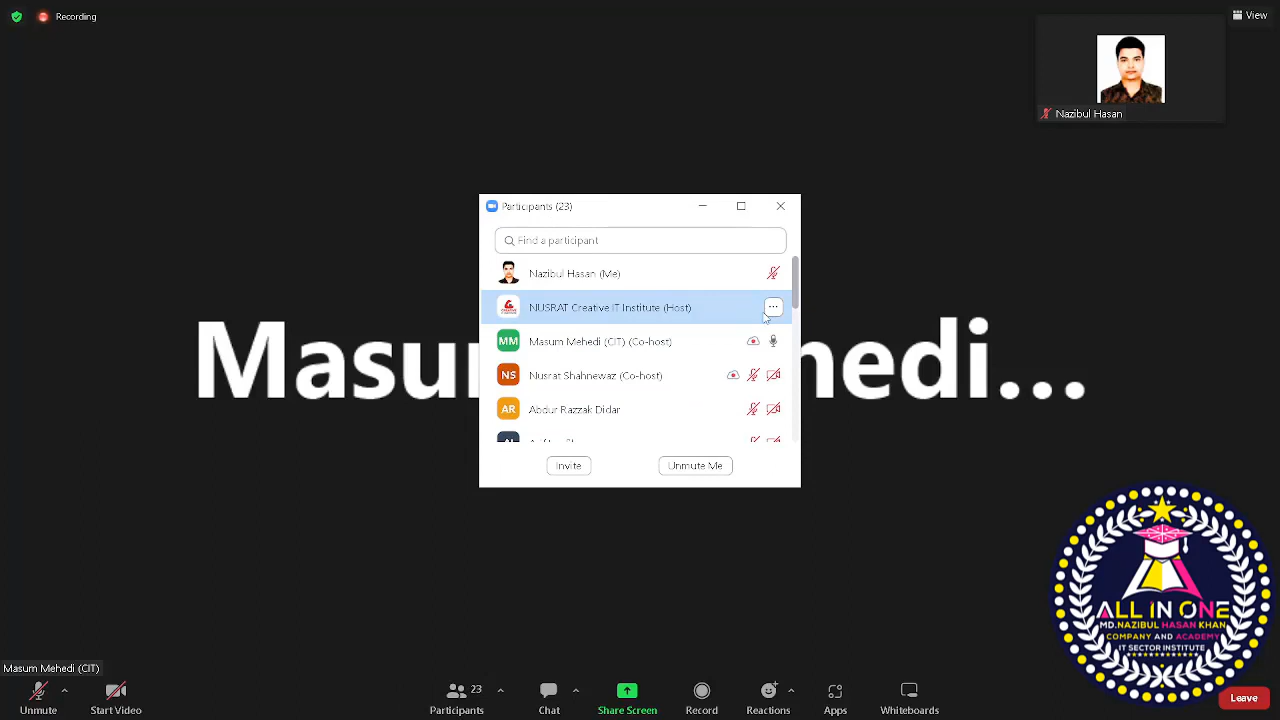 Recording
View
Nazibul Hasan
Participants (23)
Find a participant
Nazibul Hasan (Me)
NUSRAT Creative IT Institute (Host)
MM Masum Mehedi (CIT) (Co-host)
NS Nusrat Shahnewaz (Co-host)
AR Abdur Razzak Didar
Invite
Unmute Me
Masum
hedi...
ALL IN ONE
MD.NAZIBUL HASAN KHAN
COMPANY AND ACADEMY
IT SECTOR INSTITUTE
Masum Mehedi (CIT)
Unmute
Start Video
23
Participants
Chat
Share Screen
Record
Reactions
Apps
Whiteboards
Leave